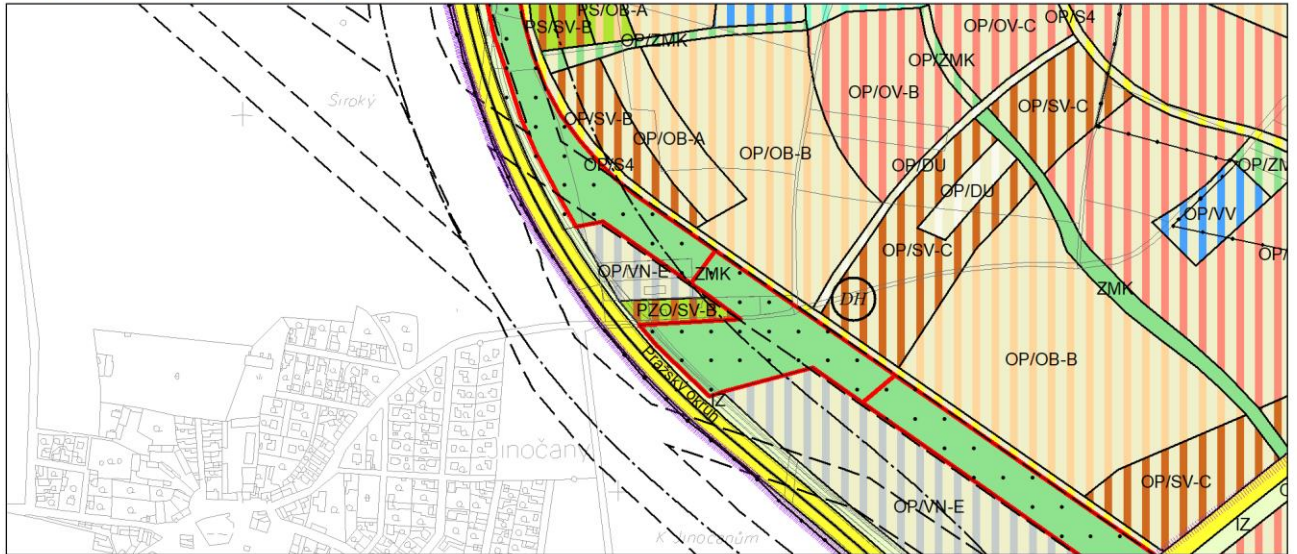 PS/OB-A
PS/SV-B
OP/ZMK
OP/OV-C
OP/S4
OP/ZMK
Široký
OP/OV-B
OP/SV-C
OP/SV-B
OP/OB-A
OP/OB-B
OP/S4
OP/DU
OP/DU
OP/VV
OP/SV-C
OP/VN-E
ZMK
DH
ZMK
PZO/SV-B
OP/OB-B
Pražský okruh
IZ
Jinočany
OP/SV-C
OP/VN-E
IZ
K Jinočanům